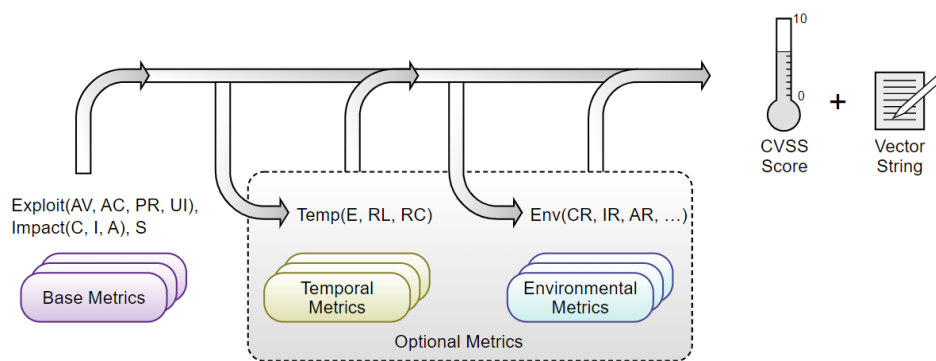 10
0
+
CVSS
Score
Vector
String
Exploit(AV, AC, PR, UI),
Impact(C, I, A), S
Temp(E, RL, RC)
Env(CR, IR, AR, …)
Base Metrics
Temporal
Metrics
Environmental
Metrics
Optional Metrics